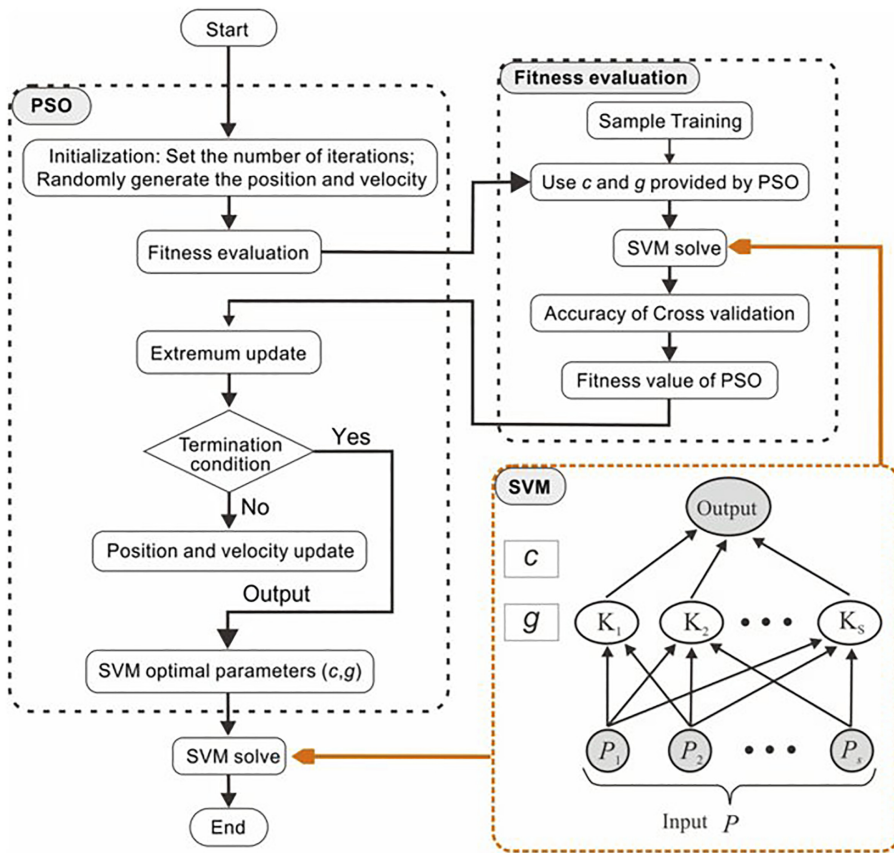 Start
PSO
Initialization: Set the number of iterations;
Randomly generate the position and velocity
Fitness evaluation
Extremum update
Termination
condition
Yes
No
Position and velocity update
Output
SVM optimal parameters (c,g)
SVM solve
End
Fitness evaluation
Sample Training
Use c and g provided by PSO
SVM solve
Accuracy of Cross validation
Fitness value of PSO
SVM
Output
c
g
K1 K2 • • • KS
P1 P2 • • • Ps
Input P